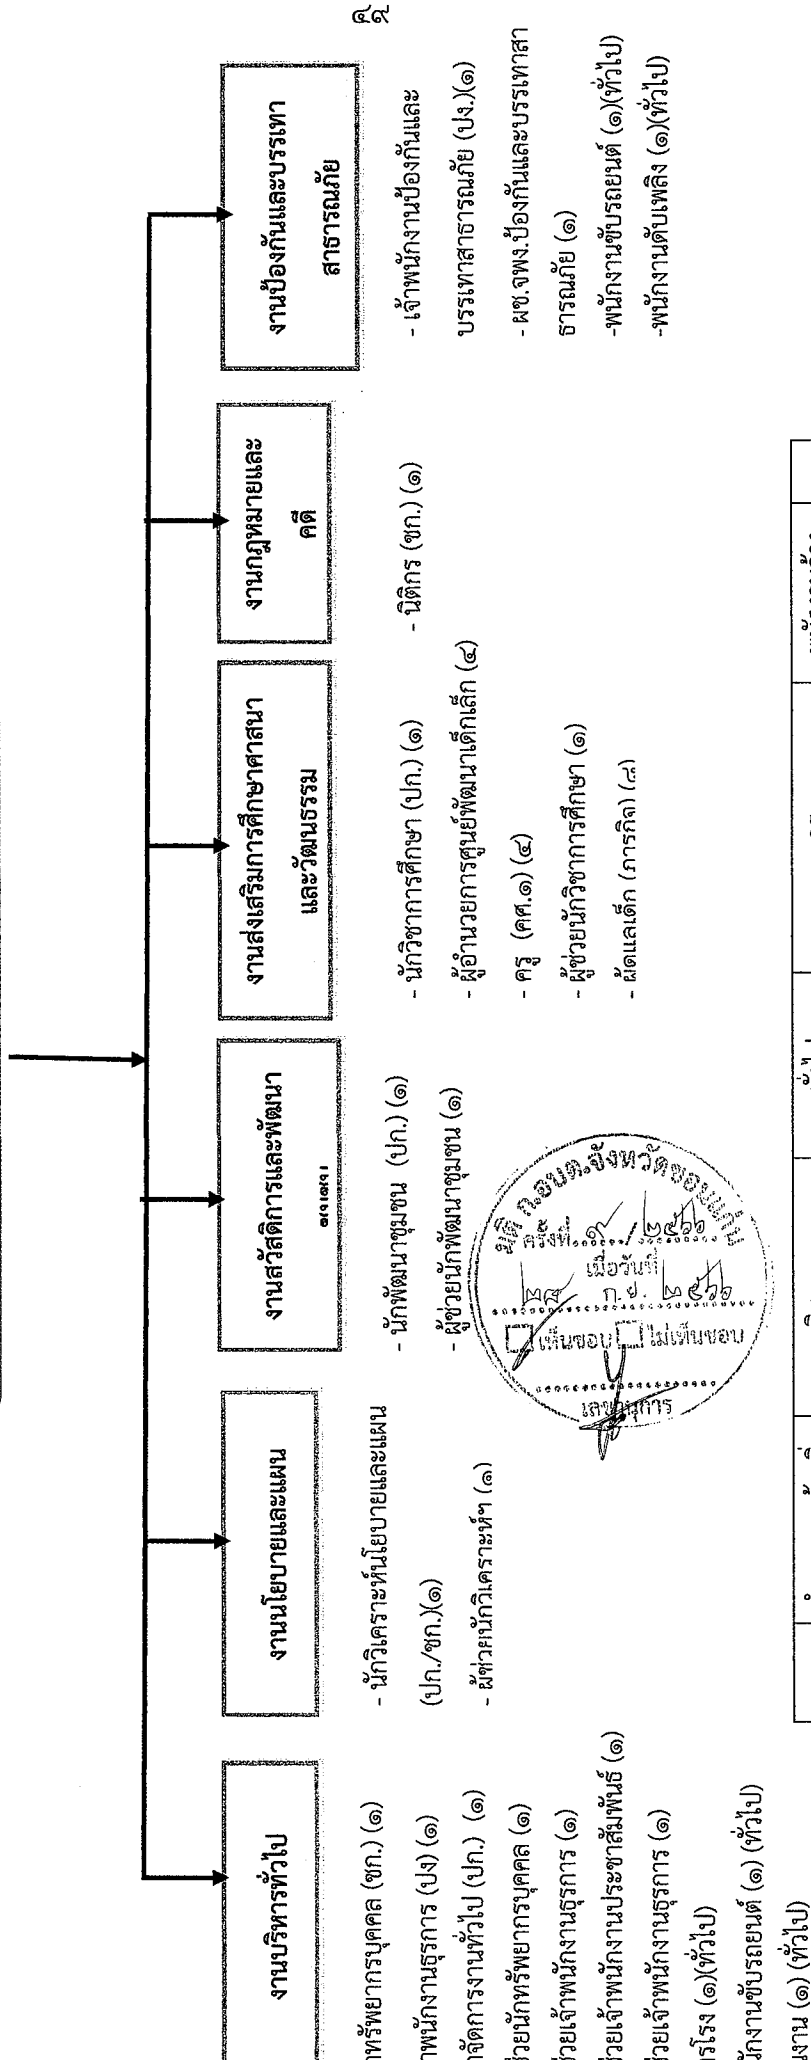 ๔๙
งานบริหารทั่วไป
ทรัพยากรบุคคล (ชก.) (๑)
าพนักงานธุรการ (ปง) (๑)
จัดการงานทั่วไป (ปก.) (๑)
ช่วยนักทรัพยากรบุคคล (๑)
ช่วยเจ้าพนักงานธุรการ (๑)
ช่วยเจ้าพนักงานประชาสัมพันธ์ (๑)
ช่วยเจ้าพนักงานธุรการ (๑)
รโรง (๑)(ทั่วไป)
นักงานขับรถยนต์ (๑) (ทั่วไป)
นงาน (๑) (ทั่วไป)
งานนโยบายและแผน
- นักวิเคราะห์นโยบายและแผน
(ปก./ชก.)(๑)
- ผู้ช่วยนักวิเคราะห์ฯ (๑)
งานสวัสดิการและพัฒนา
- นักพัฒนาชุมชน (ปก.) (๑)
- ผู้ช่วยนักพัฒนาชุมชน (๑)
มติ ก.อบต.จังหวัดขอนแก่น
ครั้งที่
เมื่อวันที่
ก.ย.
เห็นชอบ ไม่เห็นชอบ
เลขานุการ
งานส่งเสริมการศึกษาศาสนา
และวัฒนธรรม
- นักวิชาการศึกษา (ปก.) (๑)
- ผู้อำนวยการศูนย์พัฒนาเด็กเล็ก (๔)
- ครู (คศ.๑) (๔)
- ผู้ช่วยนักวิชาการศึกษา (๑)
- ผู้ดูแลเด็ก (ภารกิจ) (๘)
งานกฎหมายและ
คดี
- นิติกร (ชก.) (๑)
งานป้องกันและบรรเทา
สาธารณภัย
- เจ้าพนักงานป้องกันและ
บรรเทาสาธารณภัย (ปง.)(๑)
- ผช.จพง.ป้องกันและบรรเทาสา
ธารณภัย (๑)
-พนักงานขับรถยนต์ (๑)(ทั่วไป)
-พนักงานดับเพลิง (๑)(ทั่วไป)